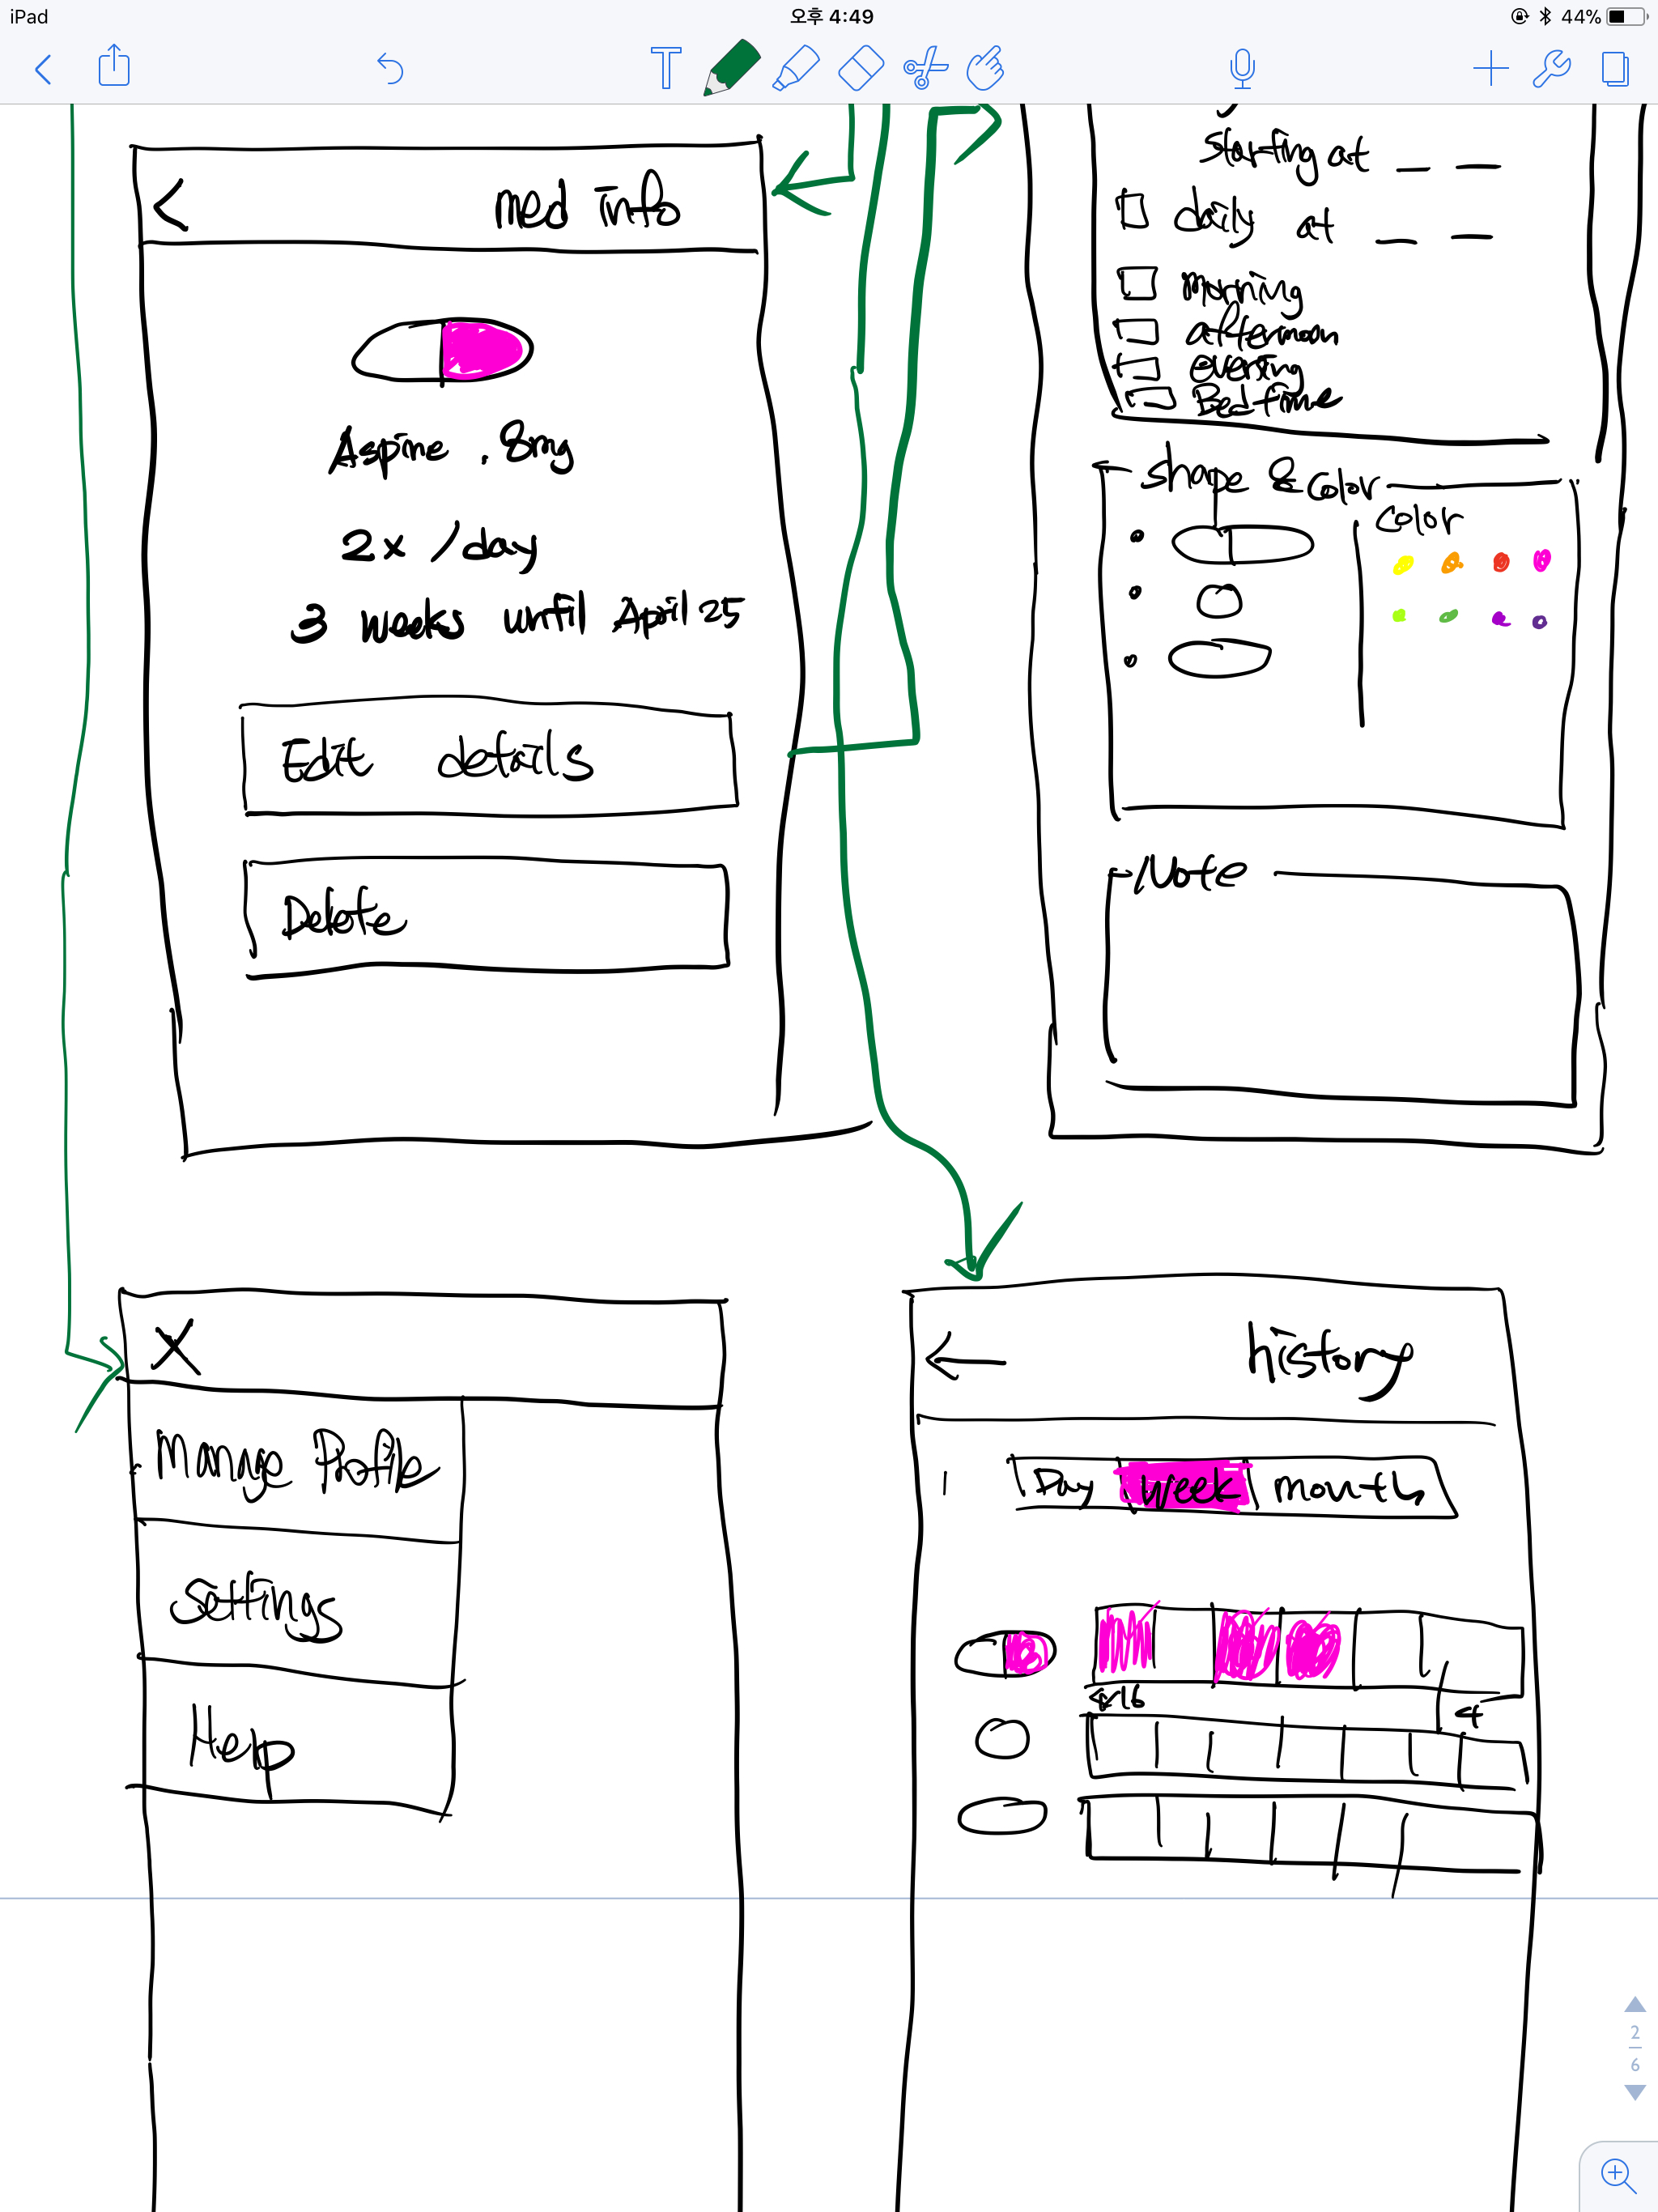 iPad
오후 4:49
44%
T
med info
Aspine . 8mg
2x /day
3 weeks until April 25
Edit details
Delete
starting at _ _
daily at _ _
morning
afternoon
evening
Bedtime
shape & color
color
Note
X
Manage Profile
Settings
Help
history
Day week month
4/16
4
2
6